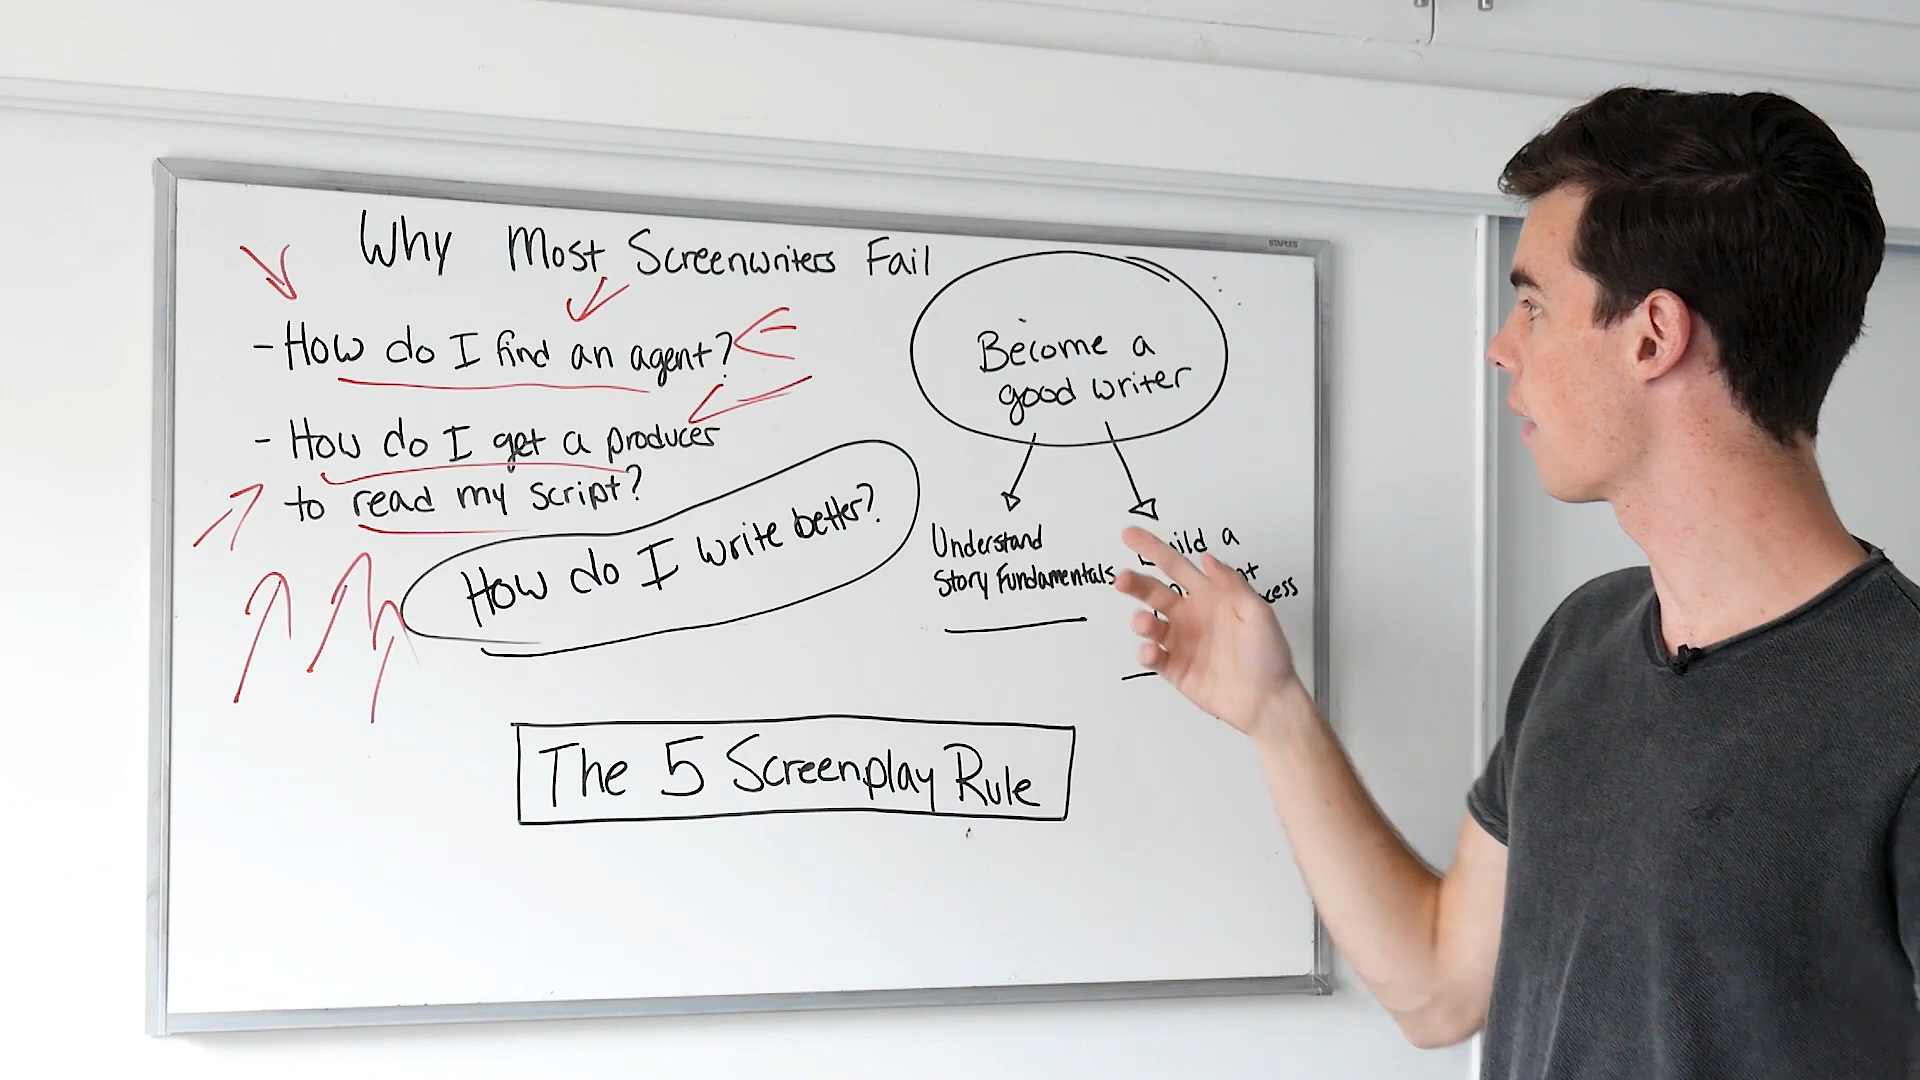 STAPLES
Why Most Screenwriters Fail
- How do I find an agent?
- How do I get a producer
to read my script?
How do I write better?
Become a
good writer
Understand
Story Fundamentals
a
The 5 Screenplay Rule